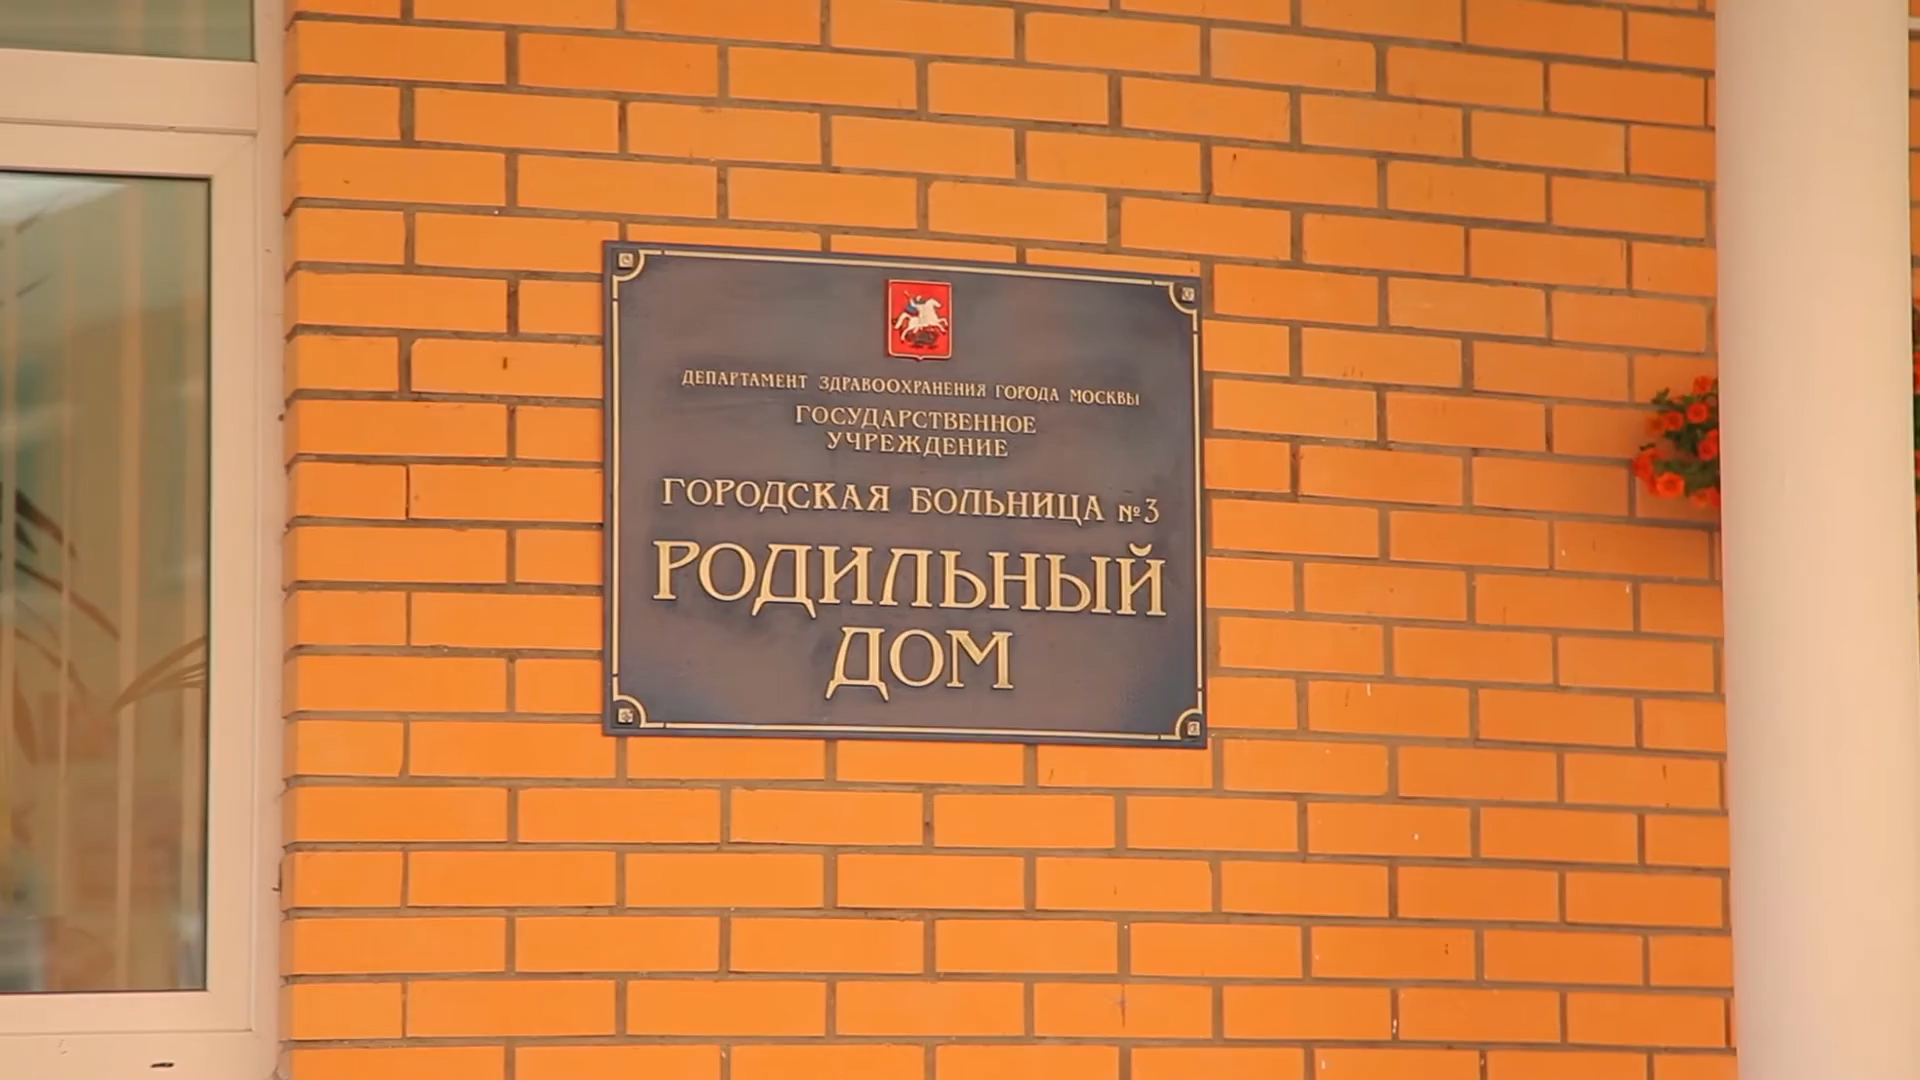 ДЕПАРТАМЕНТ ЗДРАВООХРАНЕНИЯ ГОРОДА МОСКВЫ
ГОСУДАРСТВЕННОЕ
УЧРЕЖДЕНИЕ
ГОРОДСКАЯ БОЛЬНИЦА №3
РОДИЛЬНЫЙ
ДОМ